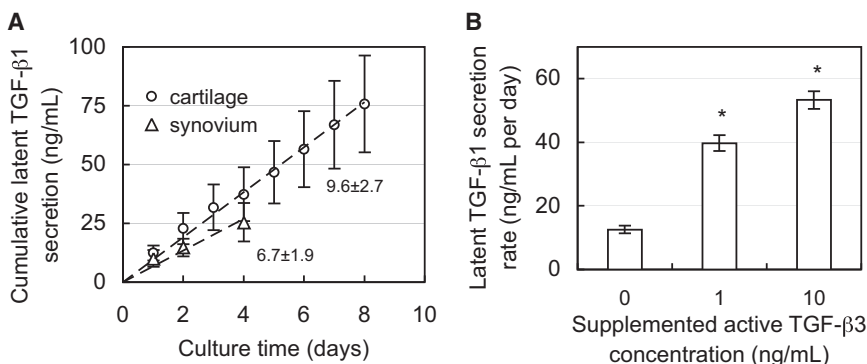 A
Cumulative latent TGF-β1
secretion (ng/mL)
100
75
50
25
0
cartilage
synovium
9.6±2.7
6.7±1.9
0 2 4 6 8 10
Culture time (days)
B
Latent TGF-β1 secretion
rate (ng/mL per day)
60
40
20
0
*
*
0 1 10
Supplemented active TGF-β3
concentration (ng/mL)